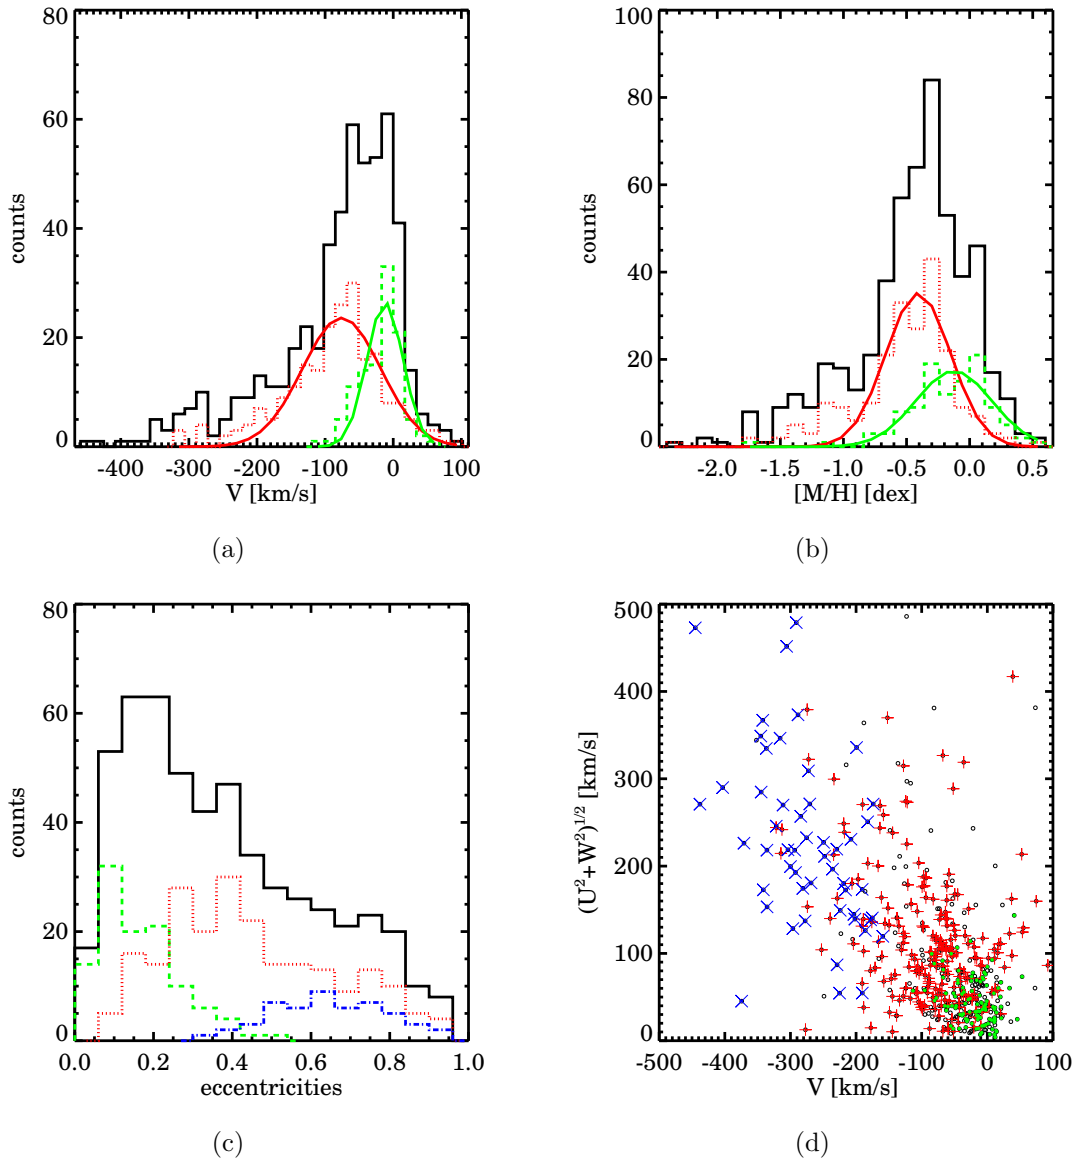 80
60
40
20
0
counts
-400 -300 -200 -100 0 100
V [km/s]
(a)
100
80
60
40
20
0
counts
-2.0 -1.5 -1.0 -0.5 0.0 0.5
[M/H] [dex]
(b)
80
60
40
20
0
counts
0.0 0.2 0.4 0.6 0.8 1.0
eccentricities
(c)
500
400
300
200
100
0
(U²+W²)^{1/2} [km/s]
-500 -400 -300 -200 -100 0 100
V [km/s]
(d)